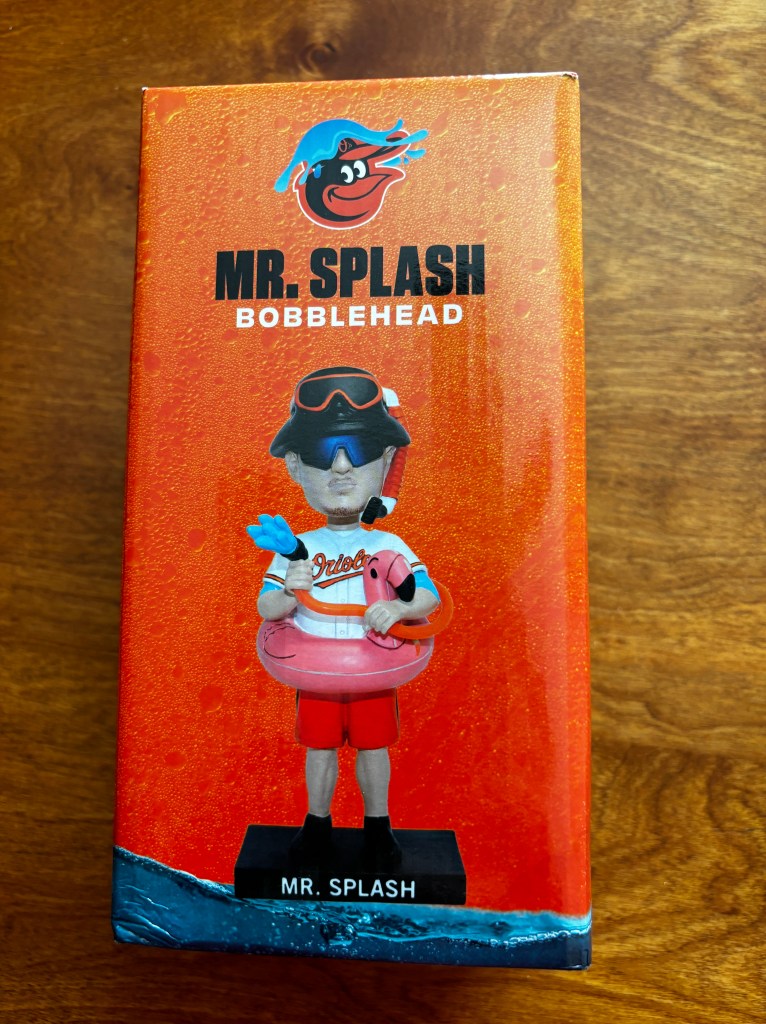 MR. SPLASH
BOBBLEHEAD
Orioles
MR. SPLASH